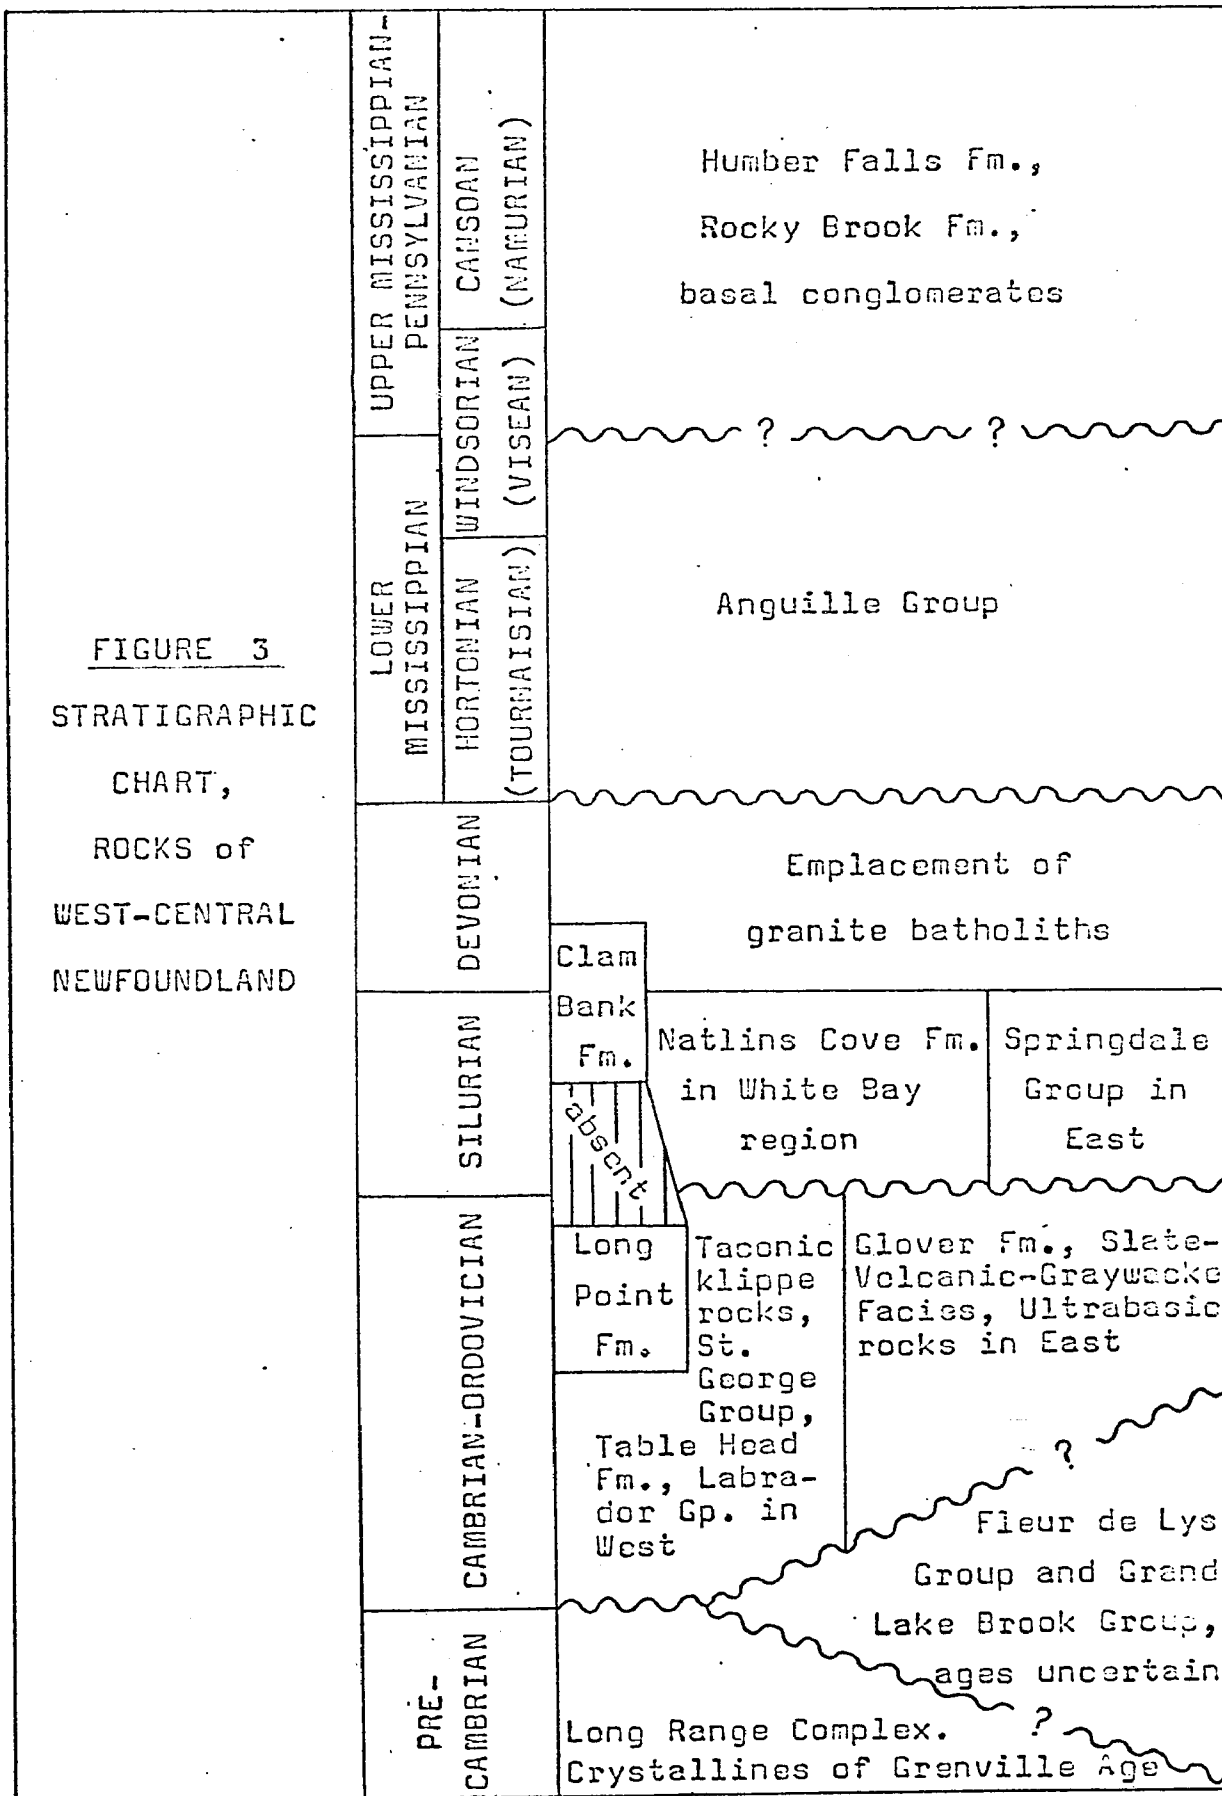 FIGURE 3
STRATIGRAPHIC
CHART,
ROCKS of
WEST-CENTRAL
NEWFOUNDLAND
UPPER MISSISSIPPIAN-
PENNSYLVANIAN
CANSOAN
(NAMURIAN)
Humber Falls Fm.,
Rocky Brook Fm.,
basal conglomerates
WINDSORIAN
(VISEAN)
? ?
LOWER
MISSISSIPPIAN
HORTONIAN
(TOURNAISIAN)
Anguille Group
DEVONIAN
Emplacement of
granite batholiths
Clam
Bank
Fm.
SILURIAN
Natlins Cove Fm.
in White Bay
region
Springdale
Group in
East
absent
CAMBRIAN-ORDOVICIAN
Long
Point
Fm.
Taconic
klippe
rocks,
St.
George
Group,
Table Head
Fm., Labra-
dor Gp. in
West
Glover Fm., Slate-
Volcanic-Graywacke
Facies, Ultrabasic
rocks in East
?
Fleur de Lys
Group and Grand
Lake Brook Group,
ages uncertain
?
PRE-
CAMBRIAN
Long Range Complex.
Crystallines of Grenville Age